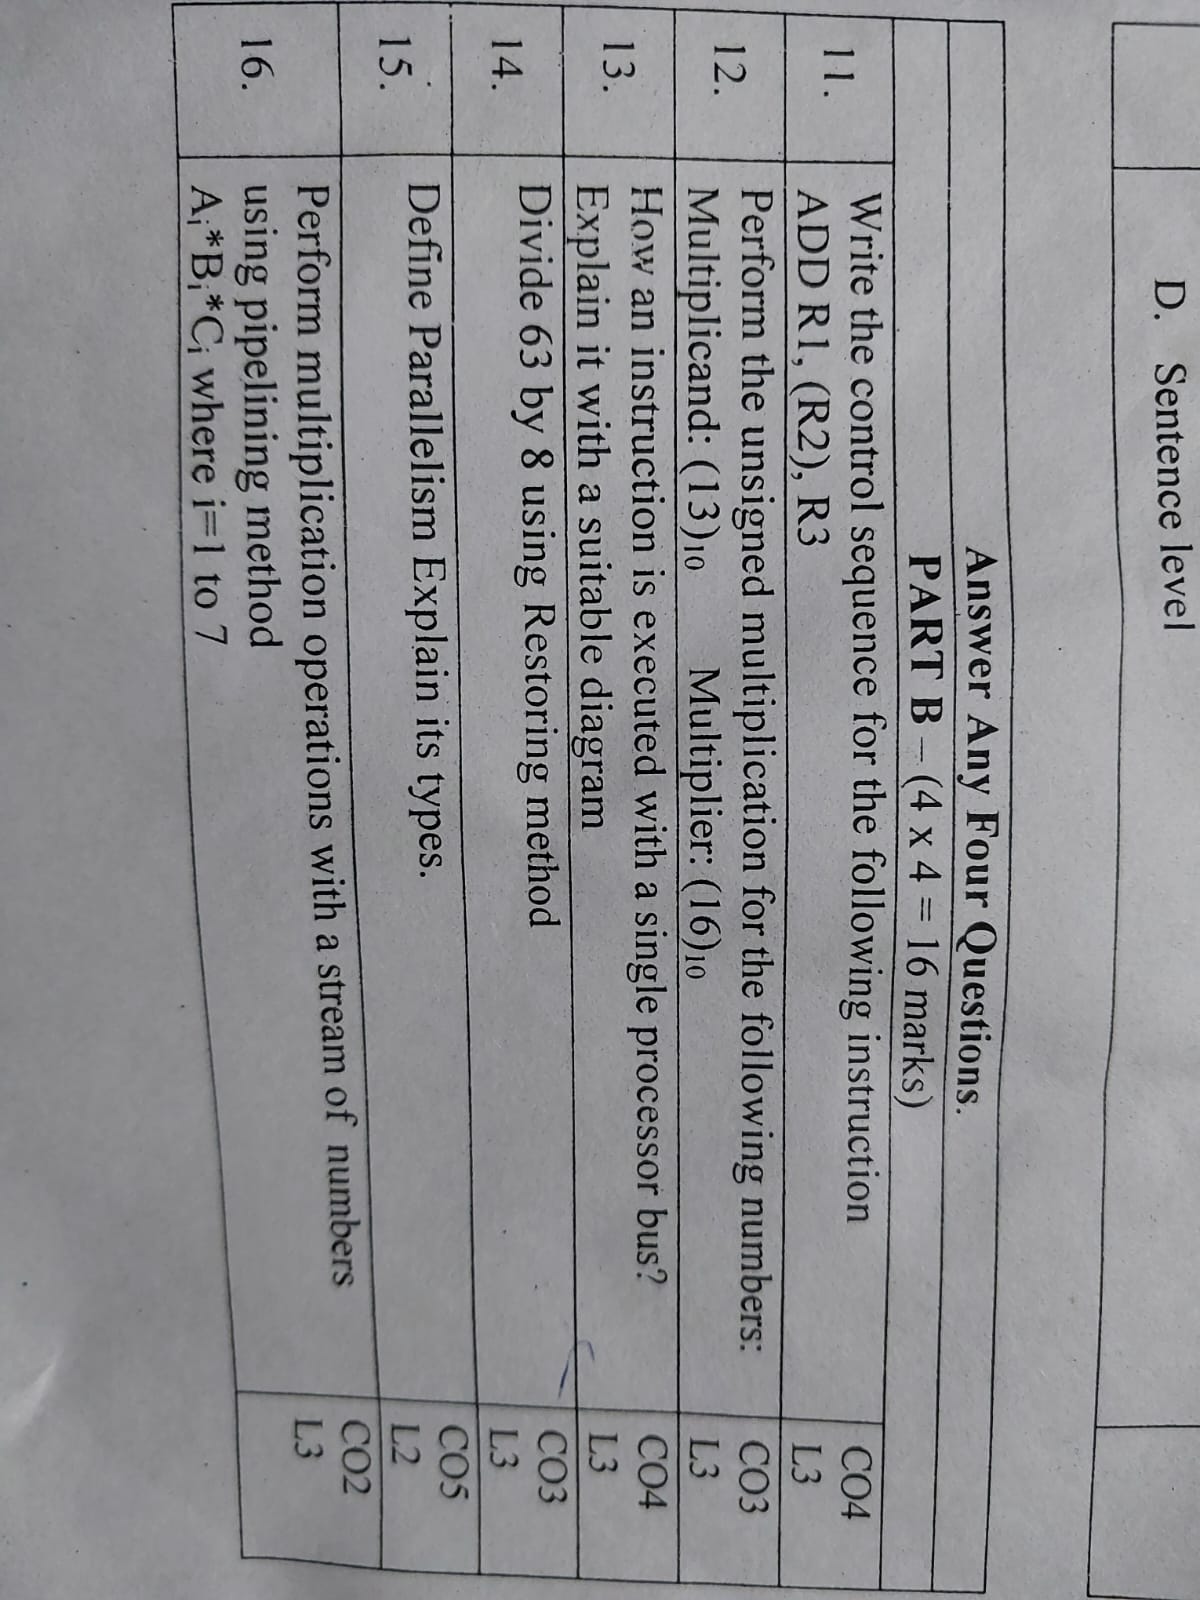 D. Sentence level
Answer Any Four Questions.
PART B – (4 x 4 = 16 marks)
11. Write the control sequence for the following instruction CO4
ADD R1, (R2), R3 L3
12. Perform the unsigned multiplication for the following numbers: CO3
Multiplicand: (13)₁₀ Multiplier: (16)₁₀ L3
13. How an instruction is executed with a single processor bus? CO4
Explain it with a suitable diagram L3
14. Divide 63 by 8 using Restoring method CO3
L3
15. Define Parallelism Explain its types. CO5
L2
Perform multiplication operations with a stream of numbers CO2
16. using pipelining method L3
Aᵢ*Bᵢ*Cᵢ where i=1 to 7